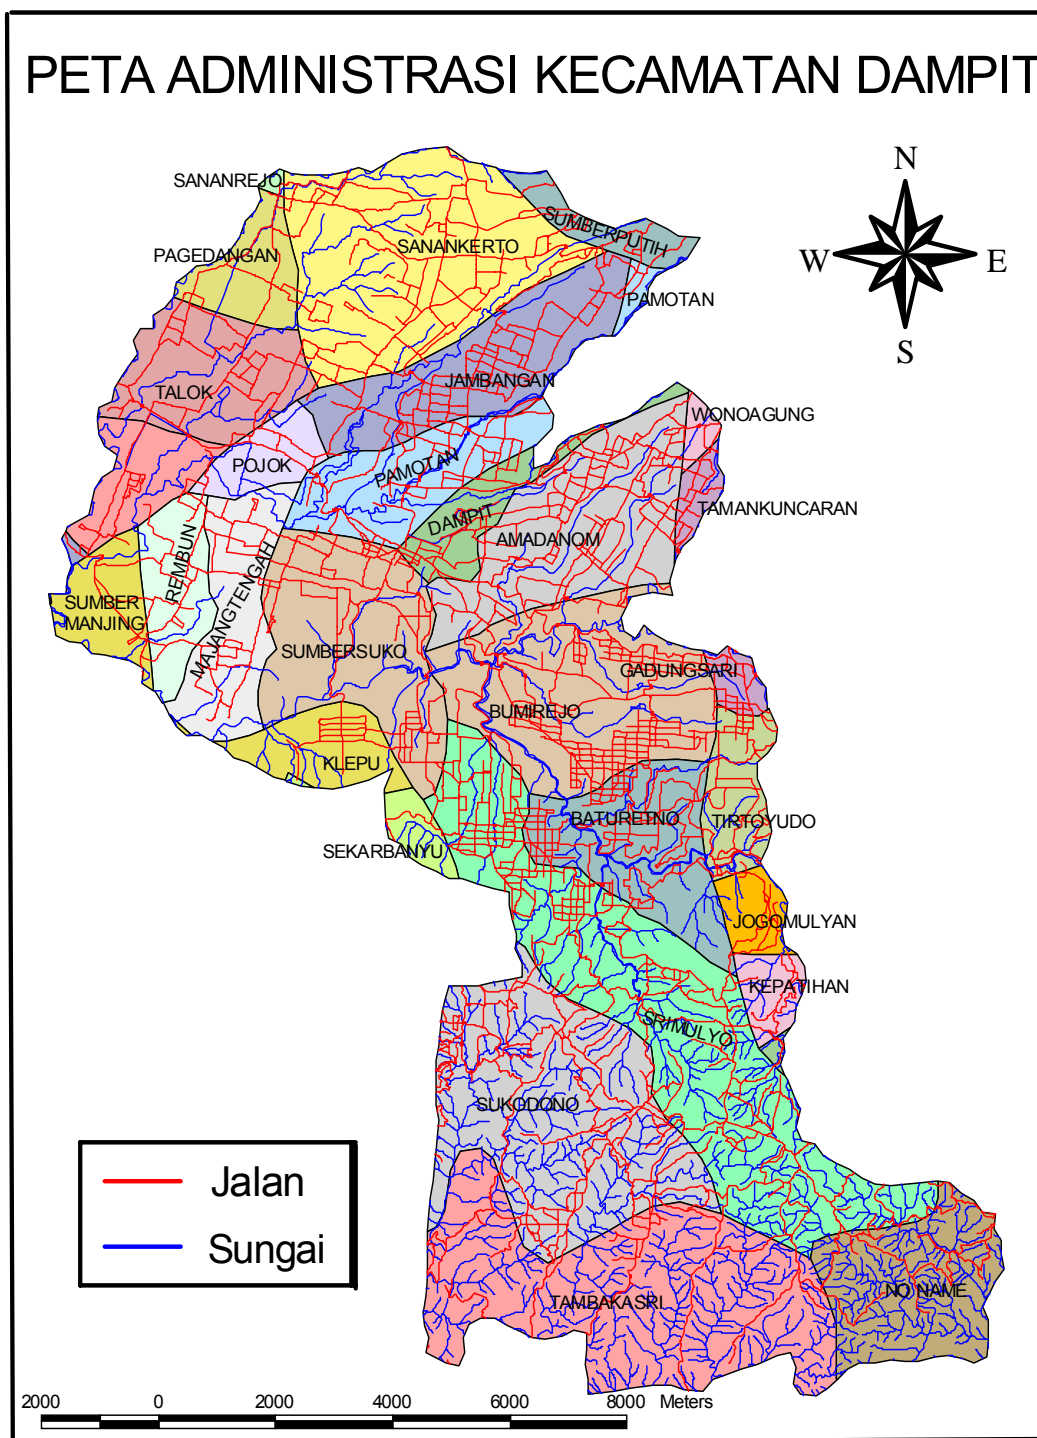 PETA ADMINISTRASI KECAMATAN DAMPIT
N
W
E
S
SANANREJO
SUMBERPUTIH
SANANKERTO
PAGEDANGAN
PAMOTAN
JAMBANGAN
TALOK
WONOAGUNG
POJOK
PAMOTAN
TAMANKUNCARAN
DAMPIT
AMADANOM
REMBUN
SUMBER
MANJING
MAJANGTENGAH
SUMBERSUKO
GADUNGSARI
BUMIREJO
KLEPU
BATURETNO
TIRTOYUDO
SEKARBANYU
JOGOMULYAN
KEPATIHAN
SRIMULYO
SUKODONO
Jalan
Sungai
NO NAME
TAMBAKASRI
2000 0 2000 4000 6000 8000 Meters